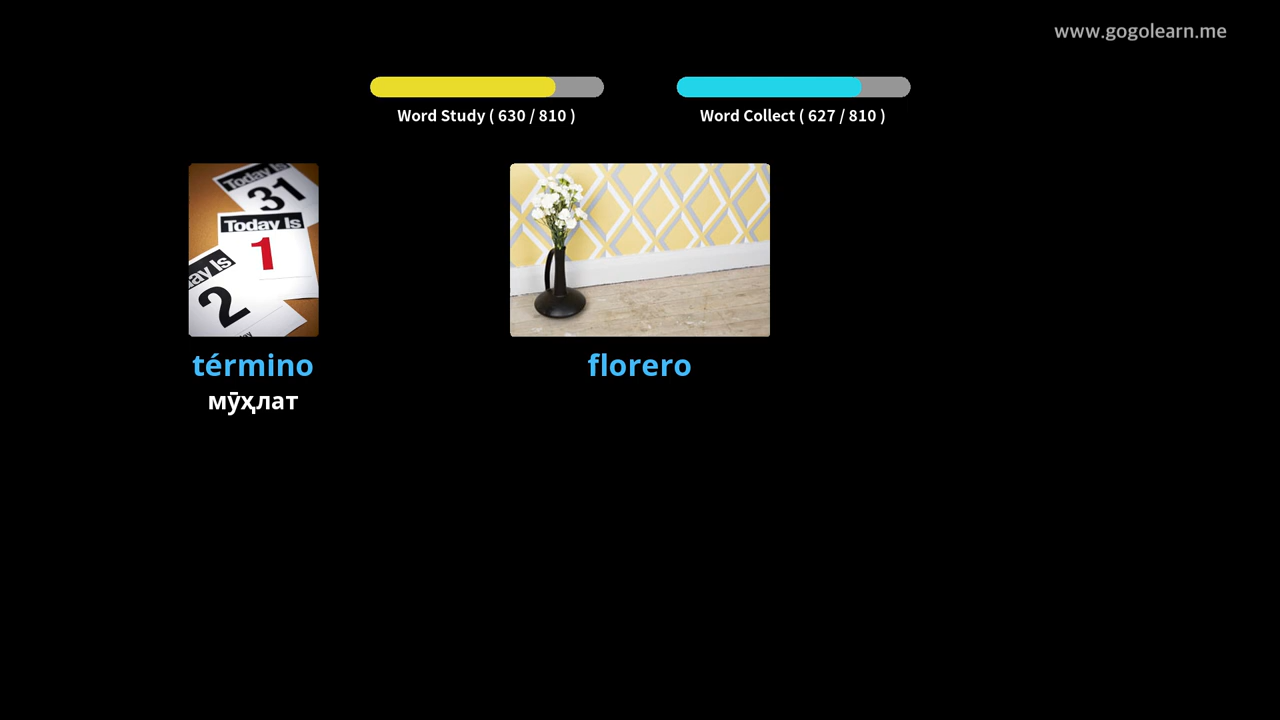 www.gogolearn.me
Word Study ( 630 / 810 )
Word Collect ( 627 / 810 )
Today Is
31
Today Is
1
ay Is
2
término
мӯҳлат
florero